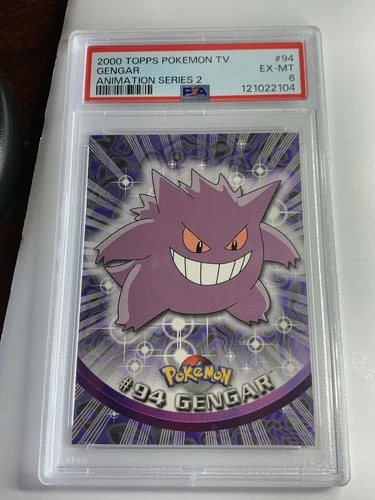 2000 TOPPS POKEMON TV #94
GENGAR EX-MT
ANIMATION SERIES 2 6
PSA 121022104
POKéMON
#94 GENGAR